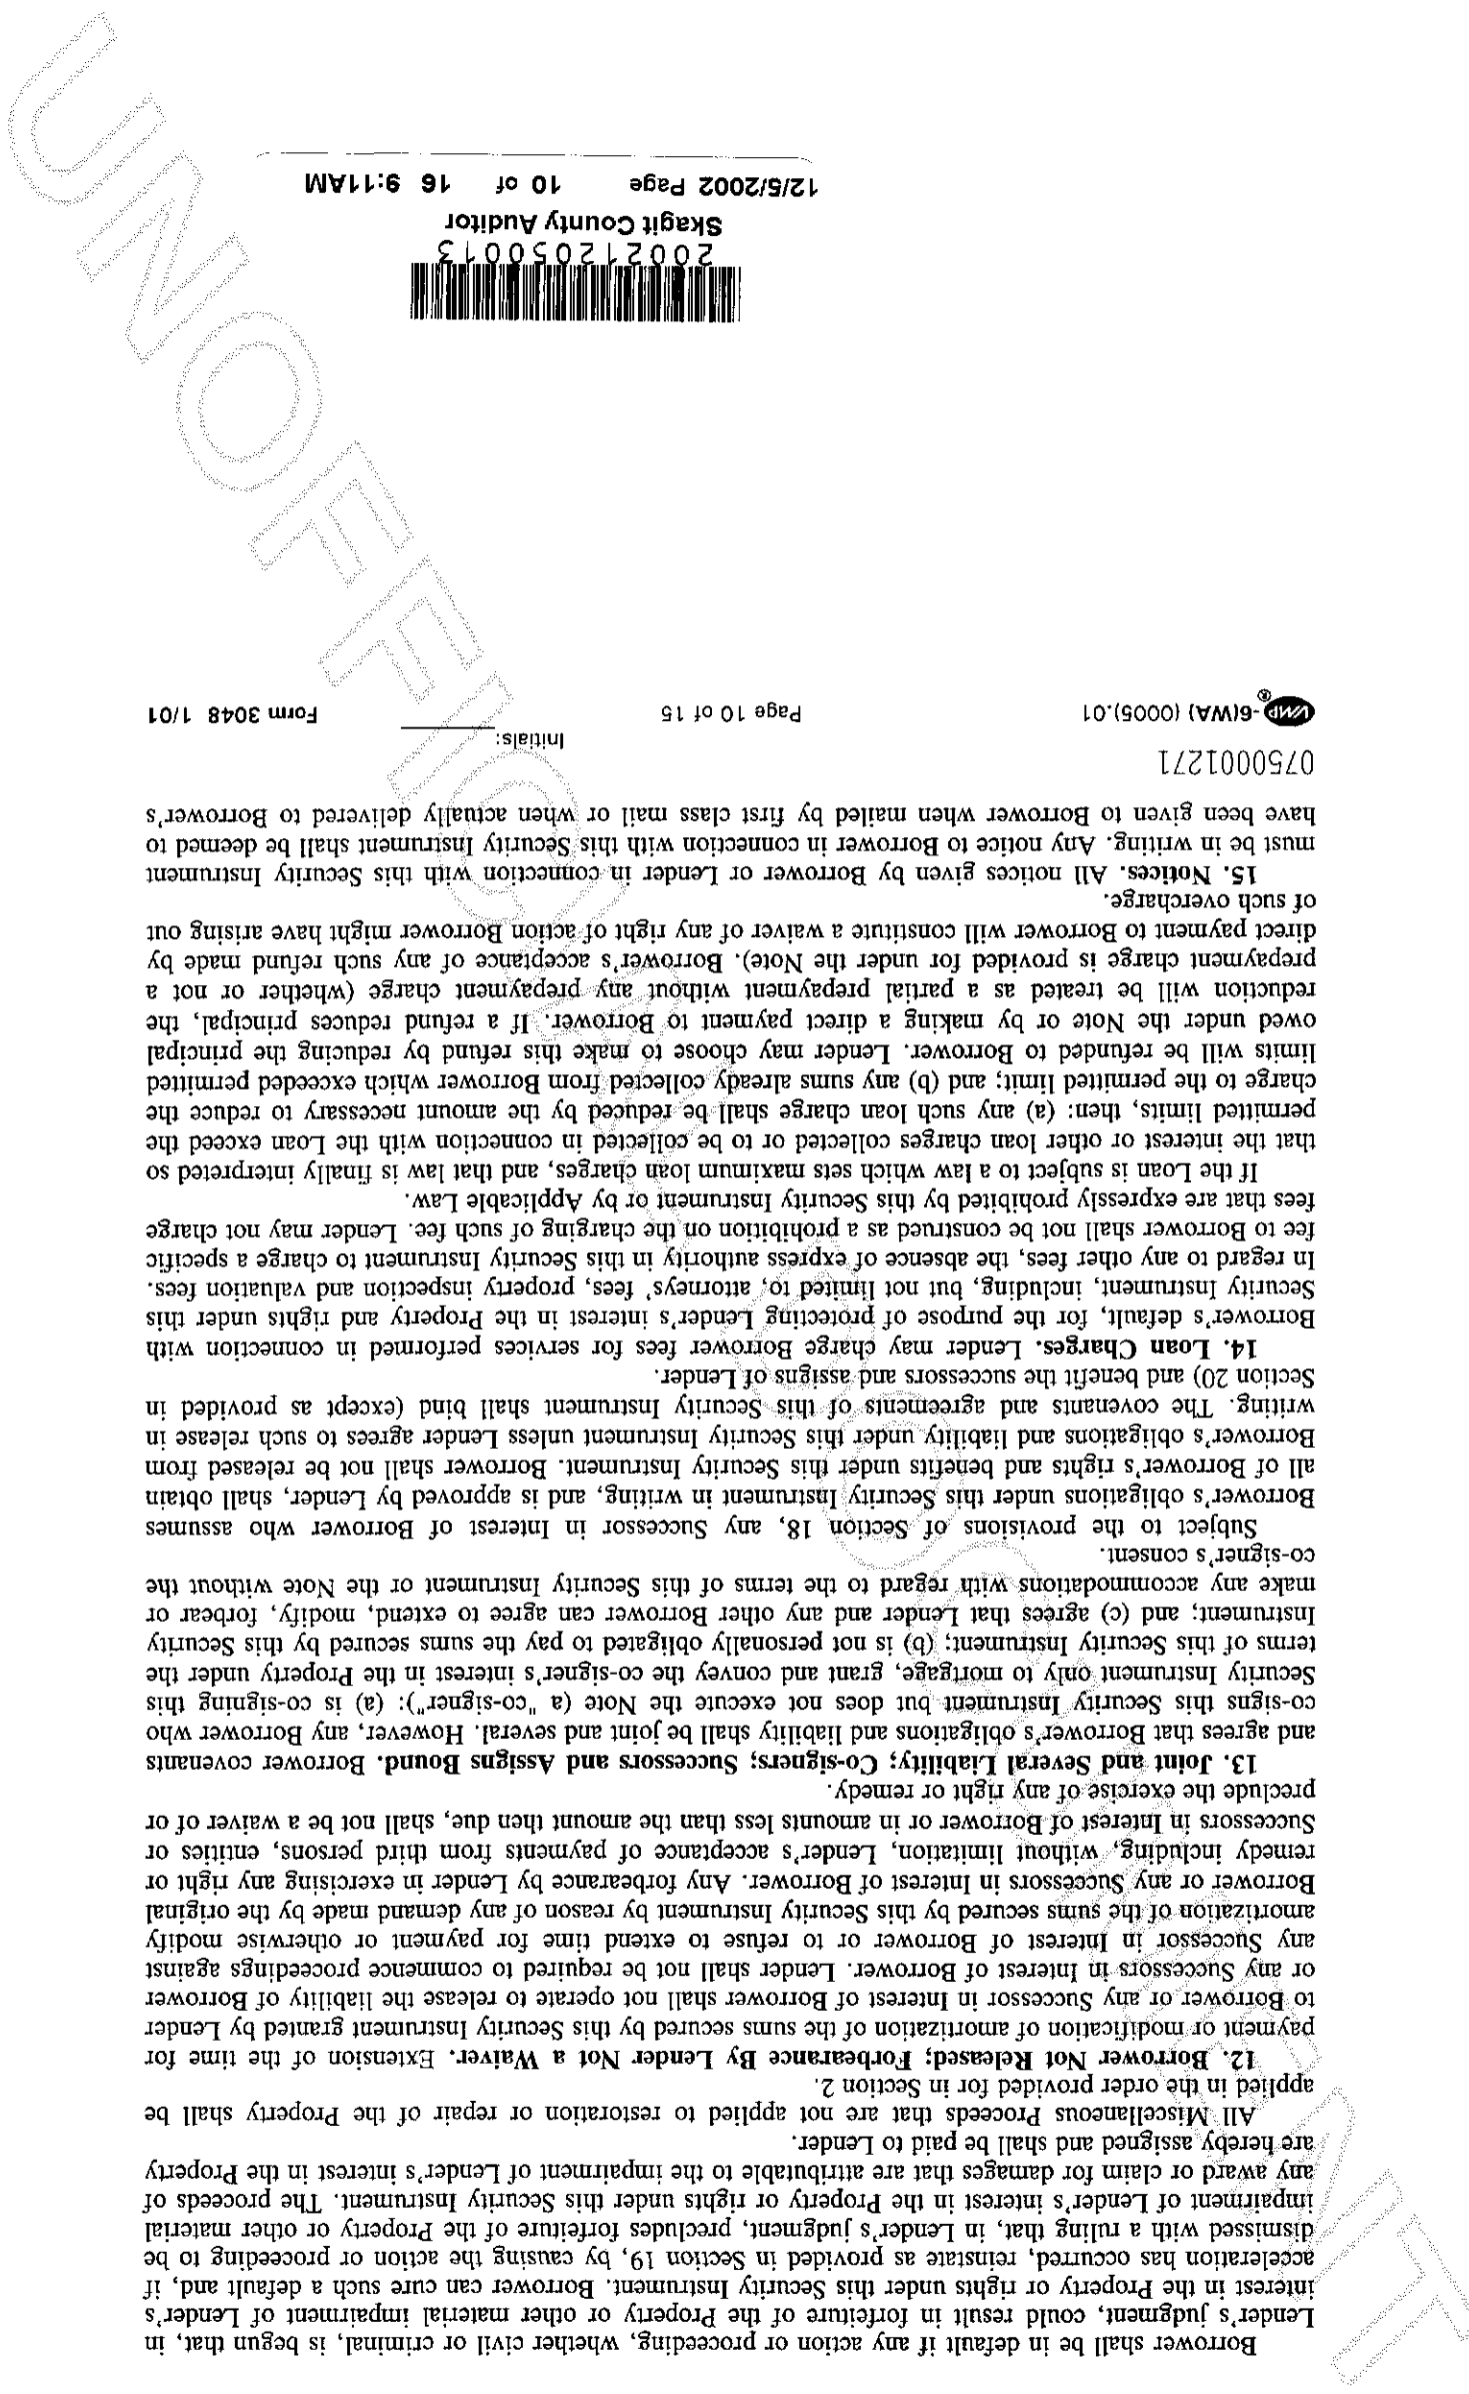 Borrower shall be in default if any action or proceeding, whether civil or criminal, is begun that, in
Lender's judgment, could result in forfeiture of the Property or other material impairment of Lender's
interest in the Property or rights under this Security Instrument. Borrower can cure such a default and, if
acceleration has occurred, reinstate as provided in Section 19, by causing the action or proceeding to be
dismissed with a ruling that, in Lender's judgment, precludes forfeiture of the Property or other material
impairment of Lender's interest in the Property or rights under this Security Instrument. The proceeds of
any award or claim for damages that are attributable to the impairment of Lender's interest in the Property
are hereby assigned and shall be paid to Lender.
All Miscellaneous Proceeds that are not applied to restoration or repair of the Property shall be
applied in the order provided for in Section 2.
12. Borrower Not Released; Forbearance By Lender Not a Waiver. Extension of the time for
payment or modification of amortization of the sums secured by this Security Instrument granted by Lender
to Borrower or any Successor in Interest of Borrower shall not operate to release the liability of Borrower
or any Successors in Interest of Borrower. Lender shall not be required to commence proceedings against
any Successor in Interest of Borrower or to refuse to extend time for payment or otherwise modify
amortization of the sums secured by this Security Instrument by reason of any demand made by the original
Borrower or any Successors in Interest of Borrower. Any forbearance by Lender in exercising any right or
remedy including, without limitation, Lender's acceptance of payments from third persons, entities or
Successors in Interest of Borrower or in amounts less than the amount then due, shall not be a waiver of or
preclude the exercise of any right or remedy.
13. Joint and Several Liability; Co-signers; Successors and Assigns Bound. Borrower covenants
and agrees that Borrower's obligations and liability shall be joint and several. However, any Borrower who
co-signs this Security Instrument but does not execute the Note (a "co-signer"): (a) is co-signing this
Security Instrument only to mortgage, grant and convey the co-signer's interest in the Property under the
terms of this Security Instrument; (b) is not personally obligated to pay the sums secured by this Security
Instrument; and (c) agrees that Lender and any other Borrower can agree to extend, modify, forbear or
make any accommodations with regard to the terms of this Security Instrument or the Note without the
co-signer's consent.
Subject to the provisions of Section 18, any Successor in Interest of Borrower who assumes
Borrower's obligations under this Security Instrument in writing, and is approved by Lender, shall obtain
all of Borrower's rights and benefits under this Security Instrument. Borrower shall not be released from
Borrower's obligations and liability under this Security Instrument unless Lender agrees to such release in
writing. The covenants and agreements of this Security Instrument shall bind (except as provided in
Section 20) and benefit the successors and assigns of Lender.
14. Loan Charges. Lender may charge Borrower fees for services performed in connection with
Borrower's default, for the purpose of protecting Lender's interest in the Property and rights under this
Security Instrument, including, but not limited to, attorneys' fees, property inspection and valuation fees.
In regard to any other fees, the absence of express authority in this Security Instrument to charge a specific
fee to Borrower shall not be construed as a prohibition on the charging of such fee. Lender may not charge
fees that are expressly prohibited by this Security Instrument or by Applicable Law.
If the Loan is subject to a law which sets maximum loan charges, and that law is finally interpreted so
that the interest or other loan charges collected or to be collected in connection with the Loan exceed the
permitted limits, then: (a) any such loan charge shall be reduced by the amount necessary to reduce the
charge to the permitted limit; and (b) any sums already collected from Borrower which exceeded permitted
limits will be refunded to Borrower. Lender may choose to make this refund by reducing the principal
owed under the Note or by making a direct payment to Borrower. If a refund reduces principal, the
reduction will be treated as a partial prepayment without any prepayment charge (whether or not a
prepayment charge is provided for under the Note). Borrower's acceptance of any such refund made by
direct payment to Borrower will constitute a waiver of any right of action Borrower might have arising out
of such overcharge.
15. Notices. All notices given by Borrower or Lender in connection with this Security Instrument
must be in writing. Any notice to Borrower in connection with this Security Instrument shall be deemed to
have been given to Borrower when mailed by first class mail or when actually delivered to Borrower's
0750001271
Initials:
VMP®-6(WA) (0005).01 Page 10 of 15 Form 3048 1/01
200212050013
Skagit County Auditor
12/5/2002 Page 10 of 16 9:11AM
UNOFFICIAL DOCUMENT